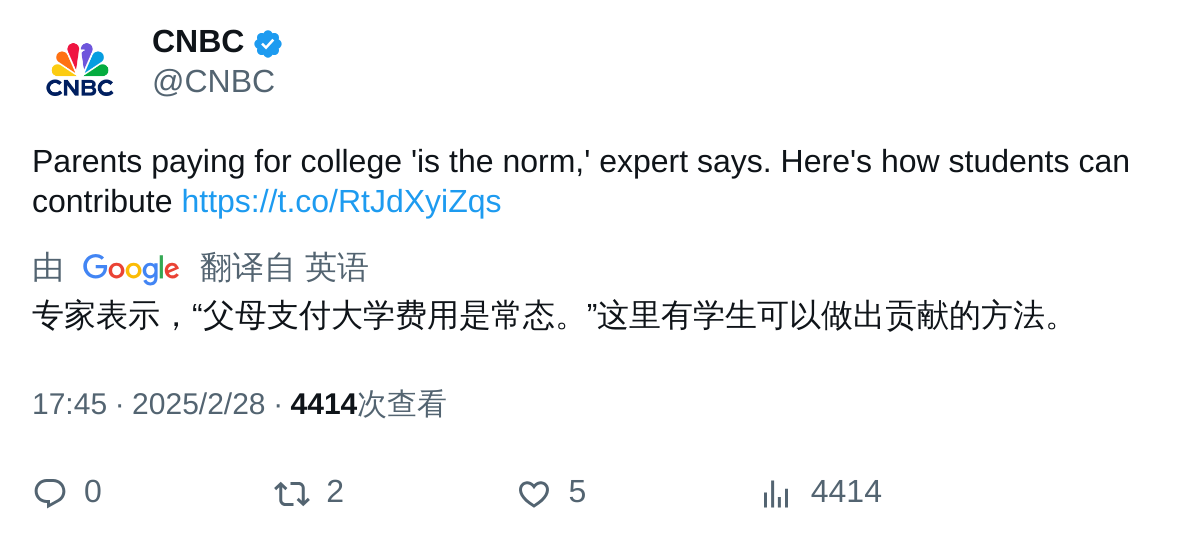 CNBC
CNBC
@CNBC
Parents paying for college 'is the norm,' expert says. Here's how students can
contribute https://t.co/RtJdXyiZqs
由 Google 翻译自 英语
专家表示，“父母支付大学费用是常态。”这里有学生可以做出贡献的方法。
17:45 · 2025/2/28 · 4414次查看
0 2 5 4414